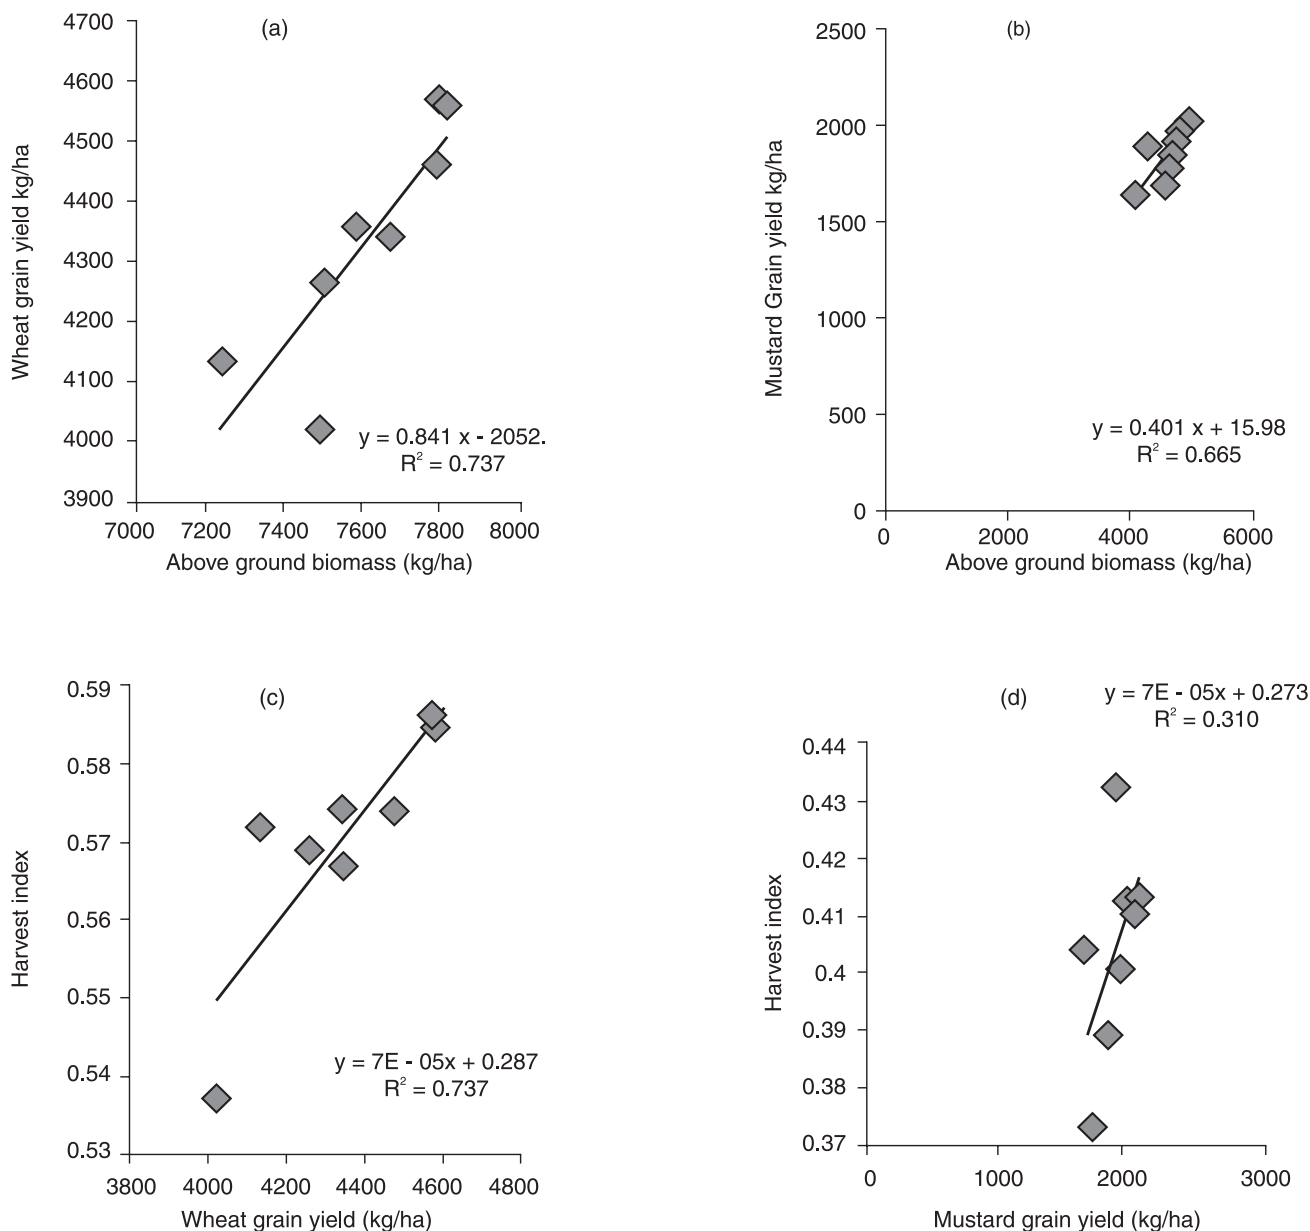 (a)
4700
4600
4500
4400
4300
4200
4100
4000
3900
Wheat grain yield kg/ha
y = 0.841 x - 2052.
R² = 0.737
7000 7200 7400 7600 7800 8000
Above ground biomass (kg/ha)
(b)
2500
2000
1500
1000
500
0
Mustard Grain yield kg/ha
y = 0.401 x + 15.98
R² = 0.665
0 2000 4000 6000
Above ground biomass (kg/ha)
(c)
0.59
0.58
0.57
0.56
0.55
0.54
0.53
Harvest index
y = 7E - 05x + 0.287
R² = 0.737
3800 4000 4200 4400 4600 4800
Wheat grain yield (kg/ha)
(d)
y = 7E - 05x + 0.273
R² = 0.310
0.44
0.43
0.42
0.41
0.4
0.39
0.38
0.37
Harvest index
0 1000 2000 3000
Mustard grain yield (kg/ha)